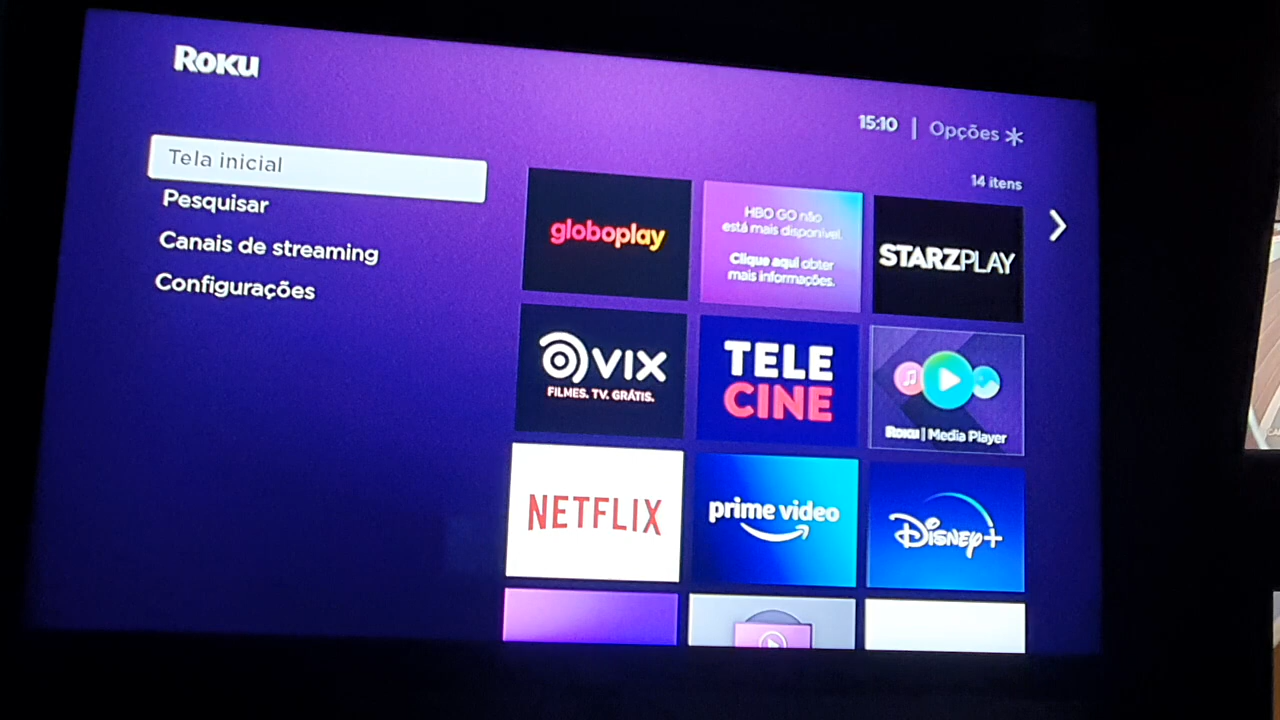 Roku
15:10 | Opções
14 itens
Tela inicial
Pesquisar
Canais de streaming
Configurações
globoplay
HBO GO não
está mais disponível.
Clique aqui obter
mais informações.
STARZPLAY
VIX
FILMES. TV. GRÁTIS.
TELE
CINE
Roku | Media Player
NETFLIX
prime video
Disney+